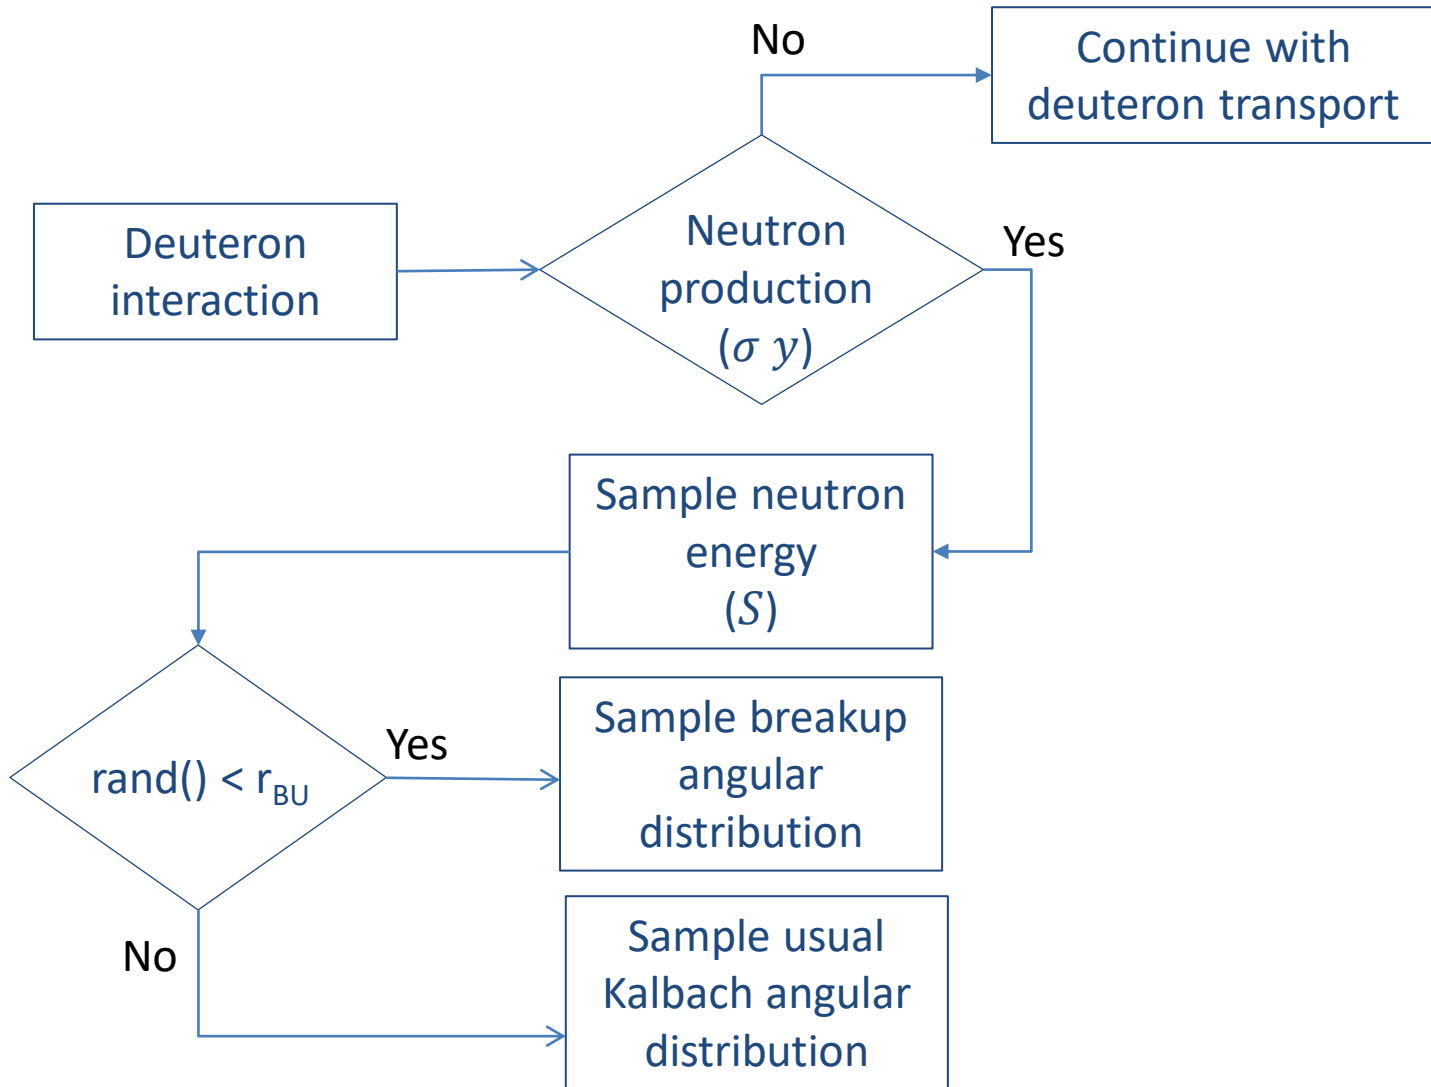 No
Continue with
deuteron transport
Deuteron
interaction
Neutron
production
(σ y)
Yes
Sample neutron
energy
(S)
rand() < r_BU
Yes
Sample breakup
angular
distribution
No
Sample usual
Kalbach angular
distribution